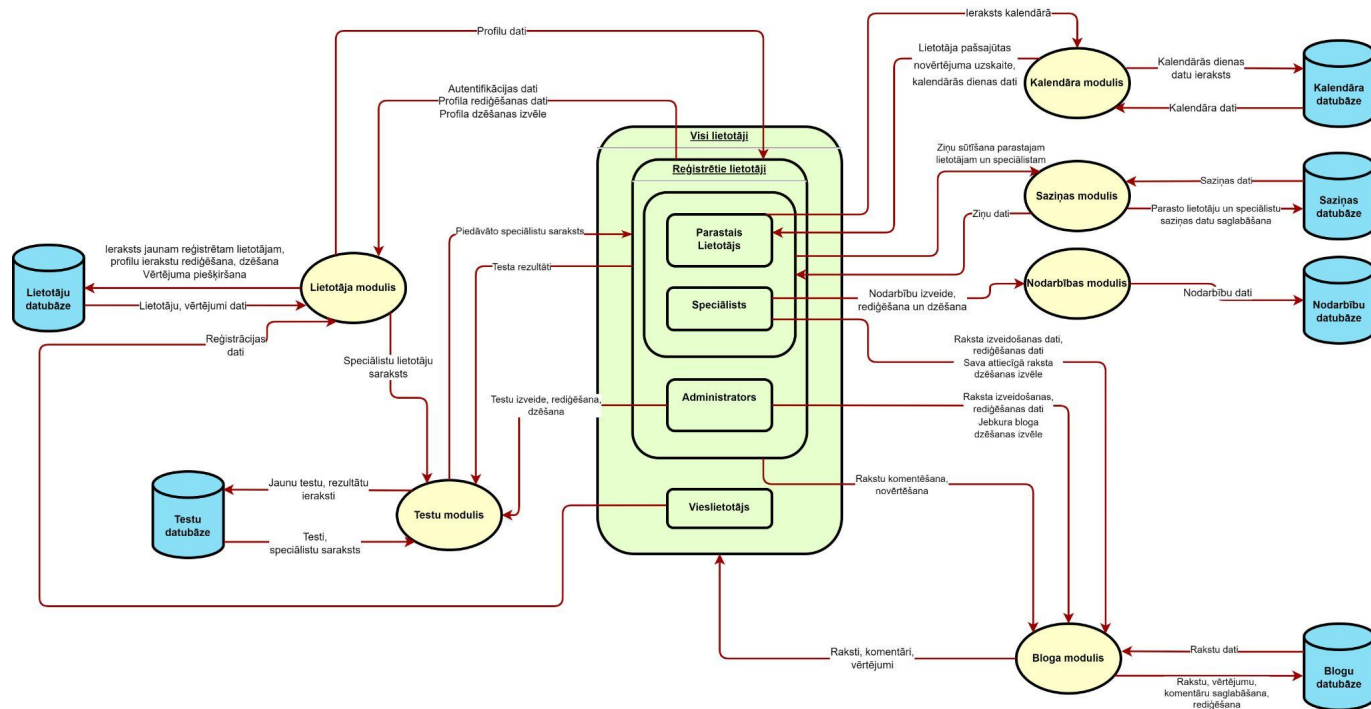 Ieraksts kalendārā
Profilu dati
Lietotāja pašsajūtas
novērtējuma uzskaite,
kalendārās dienas dati
Kalendāra modulis
Kalendārās dienas
datu ieraksts
Kalendāra dati
Kalendāra
datubāze
Autentifikācijas dati
Profila rediģēšanas dati
Profila dzēšanas izvēle
Visi lietotāji
Reģistrētie lietotāji
Ziņu sūtīšana parastajam
lietotājam un speciālistam
Saziņas modulis
Saziņas dati
Parasto lietotāju un speciālistu
saziņas datu saglabāšana
Saziņas
datubāze
Ziņu dati
Parastais
Lietotājs
Piedāvāto speciālistu saraksts
Testa rezultāti
Ieraksts jaunam reģistrētam lietotājam,
profilu ierakstu rediģēšana, dzēšana
Vērtējuma piešķiršana
Lietotāju
datubāze
Lietotāju, vērtējumi dati
Lietotāja modulis
Speciālists
Nodarbību izveide,
rediģēšana un dzēšana
Nodarbības modulis
Nodarbību dati
Nodarbību
datubāze
Reģistrācijas
dati
Speciālistu lietotāju
saraksts
Raksta izveidošanas dati,
rediģēšanas dati
Sava attiecīgā raksta
dzēšanas izvēle
Testu izveide, rediģēšana,
dzēšana
Administrators
Raksta izveidošanas,
rediģēšanas dati
Jebkura bloga
dzēšanas izvēle
Rakstu komentēšana,
novērtēšana
Jaunu testu, rezultātu
ieraksti
Testu
datubāze
Testi,
speciālistu saraksts
Testu modulis
Vieslietotājs
Raksti, komentāri,
vērtējumi
Bloga modulis
Rakstu dati
Rakstu, vērtējumu,
komentāru saglabāšana,
rediģēšana
Blogu
datubāze